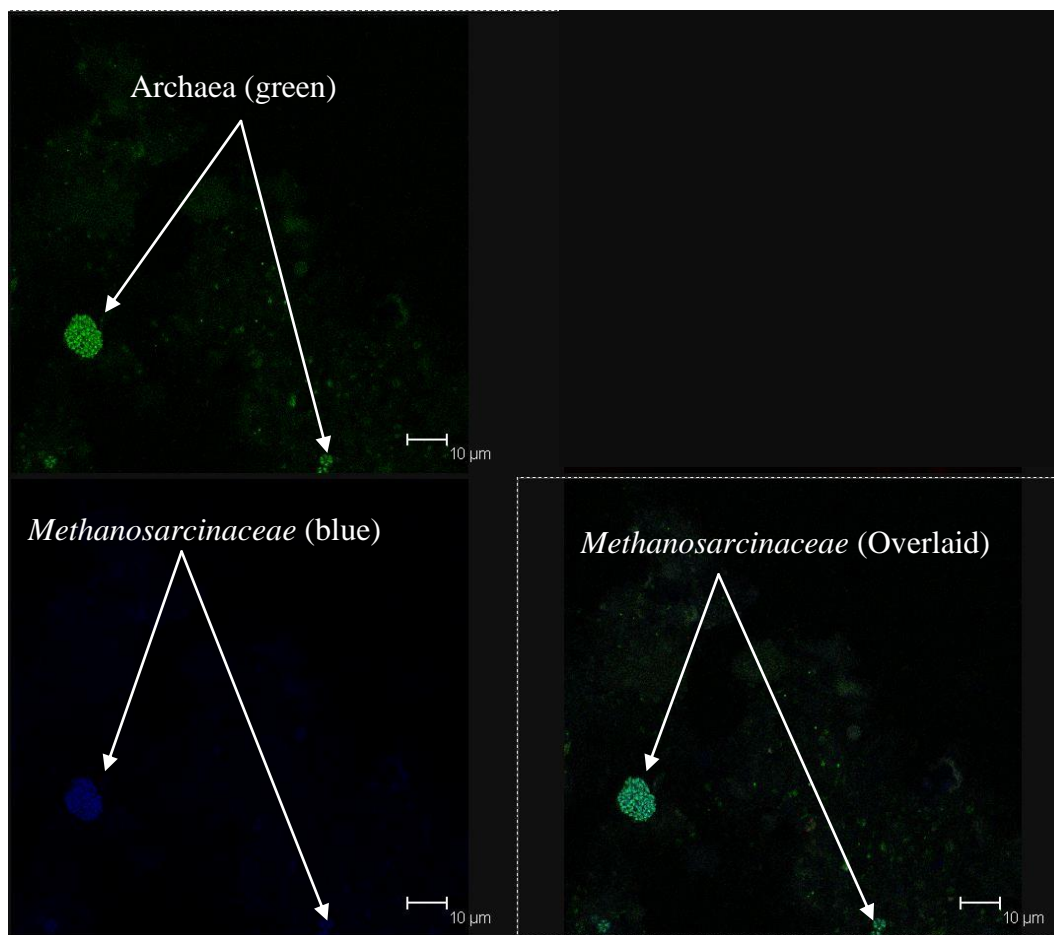 Archaea (green)
10 µm
Methanosarcinaceae (blue)
10 µm
Methanosarcinaceae (Overlaid)
10 µm